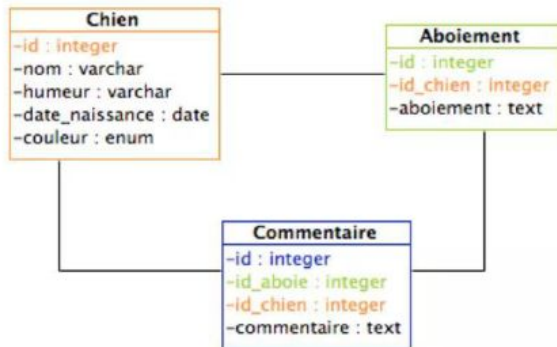 Chien
-id : integer
-nom : varchar
-humeur : varchar
-date_naissance : date
-couleur : enum
Aboiement
-id : integer
-id_chien : integer
-aboiement : text
Commentaire
-id : integer
-id_aboie : integer
-id_chien : integer
-commentaire : text